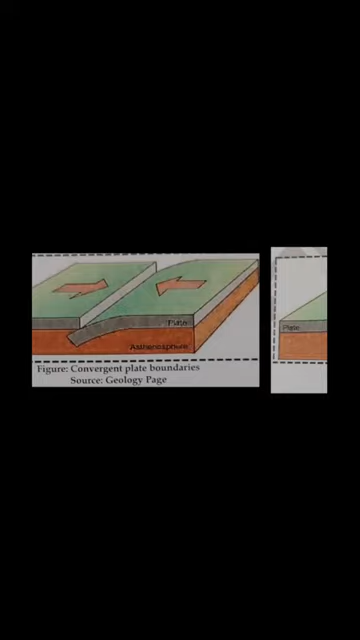 Plate
Asthenosphere
Figure: Convergent plate boundaries
Source: Geology Page
Plate